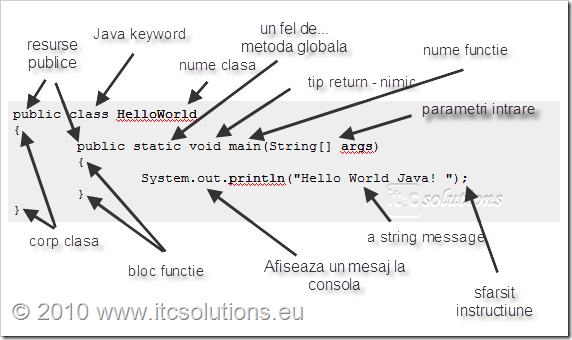 un fel de...
metoda globala
Java keyword
resurse
publice
nume clasa
nume functie
tip return - nimic
parametri intrare
public class HelloWorld
{
public static void main(String[] args)
{
System.out.println("Hello World Java! ");
}
}
itc solutions
corp clasa
bloc functie
Afiseaza un mesaj la
consola
a string message
sfarsit
instructiune
© 2010 www.itcsolutions.eu